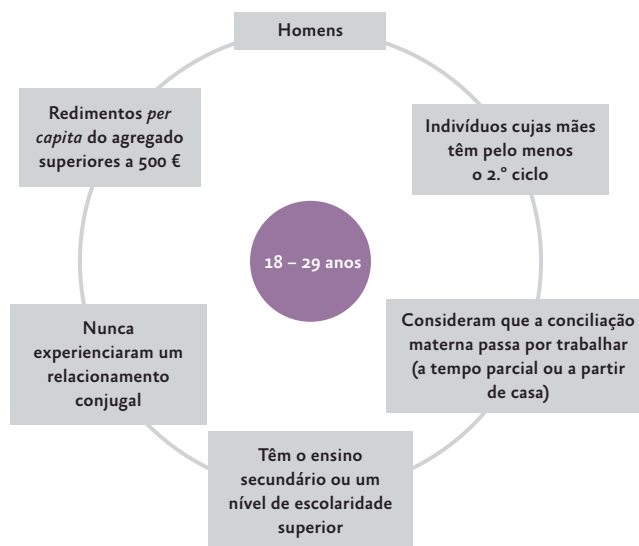 Homens
Redimentos per
capita do agregado
superiores a 500 €
Indivíduos cujas mães
têm pelo menos
o 2.º ciclo
18 – 29 anos
Nunca
experienciaram um
relacionamento
conjugal
Consideram que a conciliação
materna passa por trabalhar
(a tempo parcial ou a partir
de casa)
Têm o ensino
secundário ou um
nível de escolaridade
superior